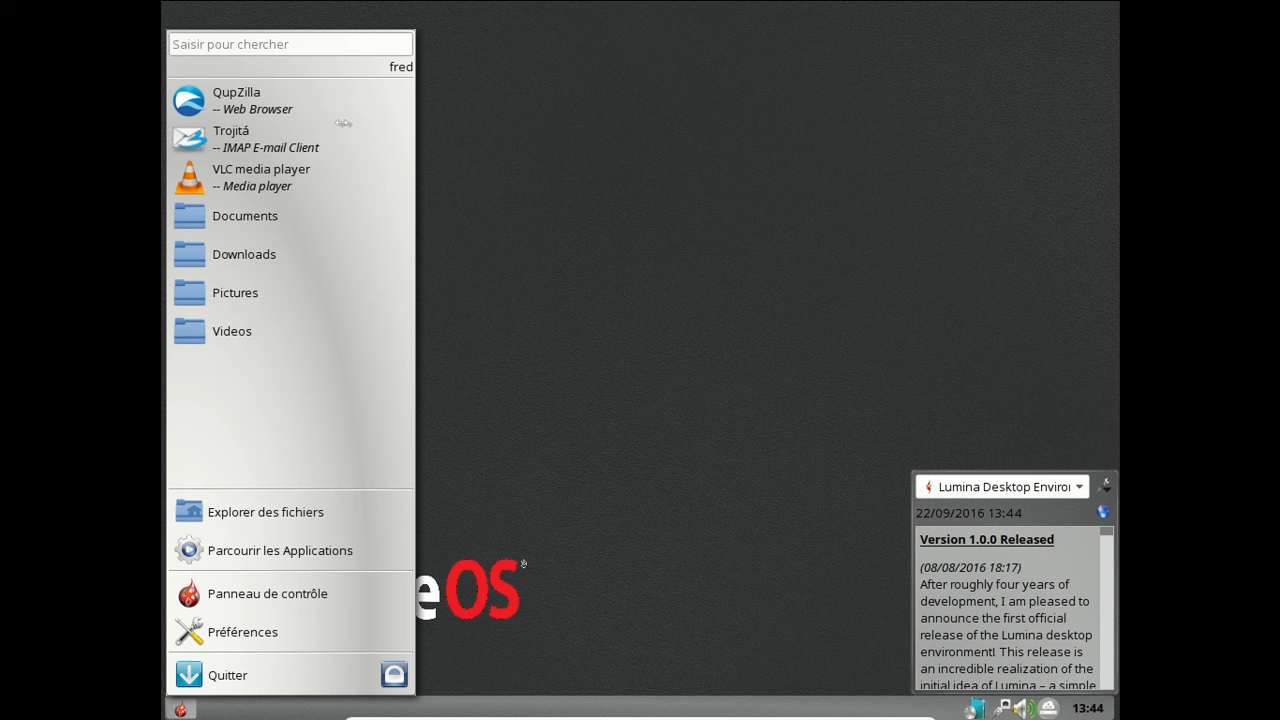 Saisir pour chercher
fred
QupZilla
-- Web Browser
Trojitá
-- IMAP E-mail Client
VLC media player
-- Media player
Documents
Downloads
Pictures
Videos
Explorer des fichiers
Parcourir les Applications
Panneau de contrôle
Préférences
Quitter
eOS®
Lumina Desktop Enviro
22/09/2016 13:44
Version 1.0.0 Released
(08/08/2016 18:17)
After roughly four years of
development, I am pleased to
announce the first official
release of the Lumina desktop
environment! This release is
an incredible realization of the
initial idea of Lumina – a simple
13:44